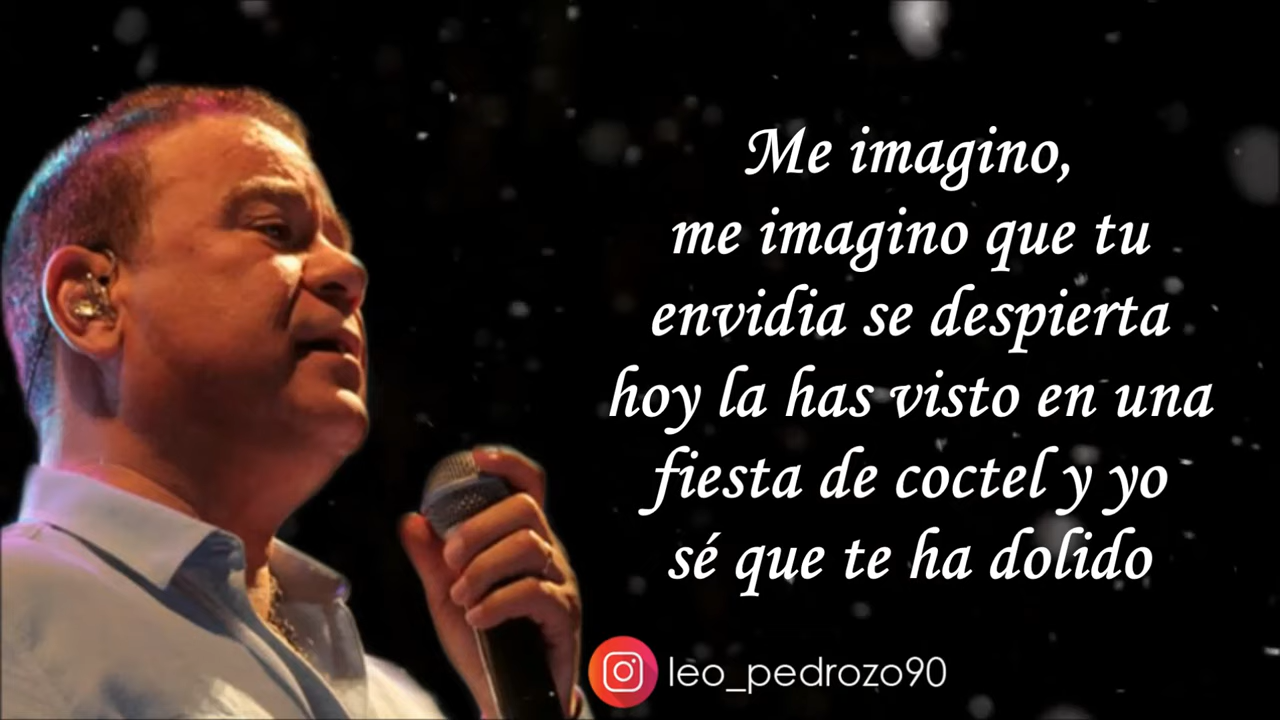 Me imagino,
me imagino que tu
envidia se despierta
hoy la has visto en una
fiesta de coctel y yo
sé que te ha dolido
leo_pedrozo90